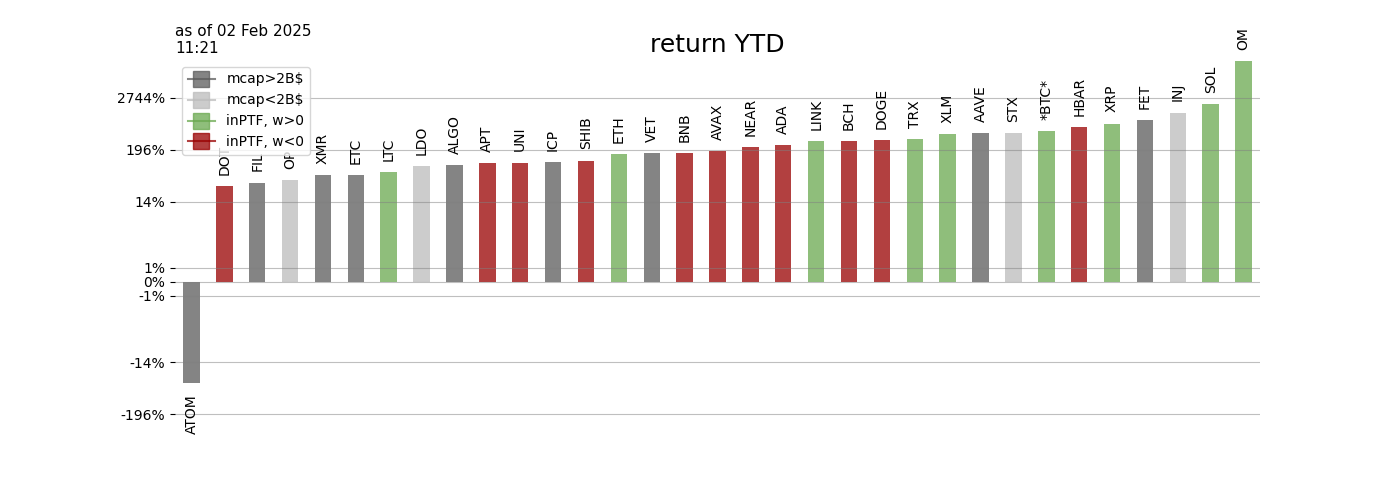 as of 02 Feb 2025
11:21
return YTD
mcap>2B$
mcap<2B$
inPTF, w>0
inPTF, w<0
2744%
196%
14%
1%
0%
-1%
-14%
-196%
ATOM
FIL
XMR
ETC
LTC
LDO
ALGO
APT
UNI
ICP
SHIB
ETH
VET
BNB
AVAX
NEAR
ADA
LINK
BCH
DOGE
TRX
XLM
AAVE
STX
*BTC*
HBAR
XRP
FET
INJ
SOL
OM